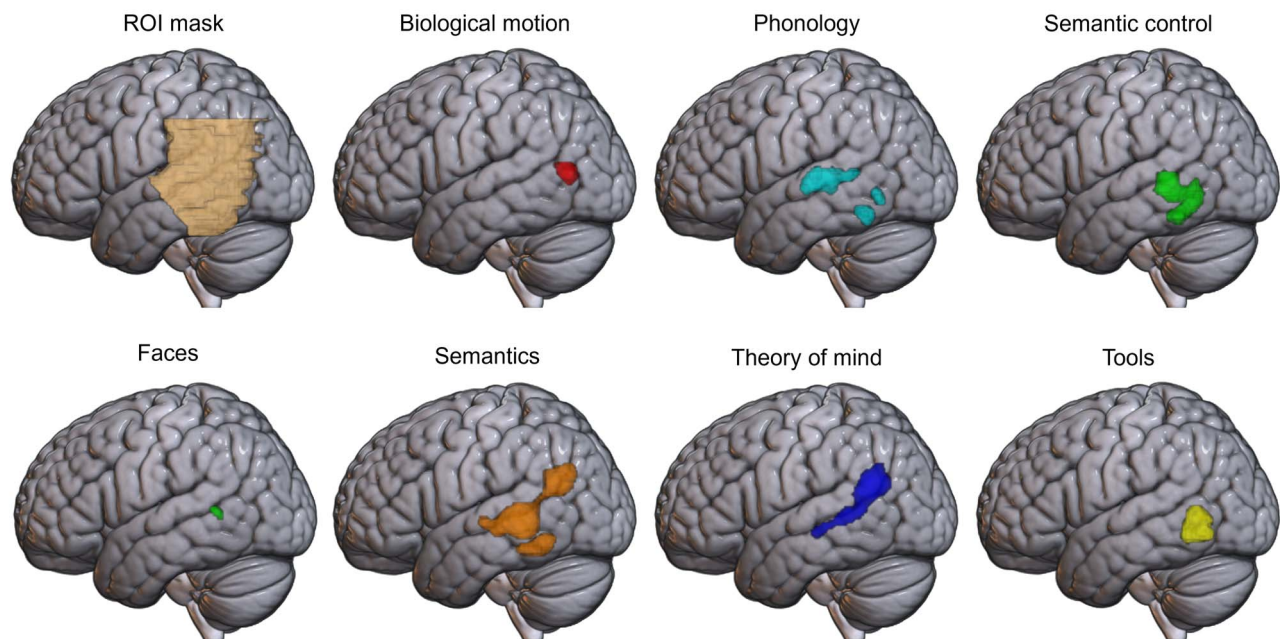 ROI mask
Biological motion
Phonology
Semantic control
Faces
Semantics
Theory of mind
Tools